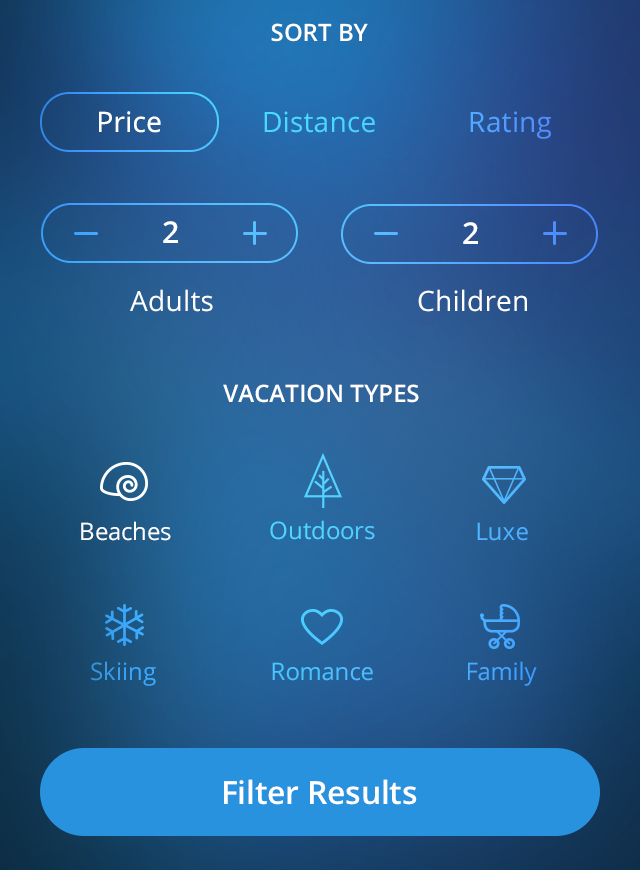 SORT BY
Price Distance Rating
2 2
Adults Children
VACATION TYPES
Beaches Outdoors Luxe
Skiing Romance Family
Filter Results